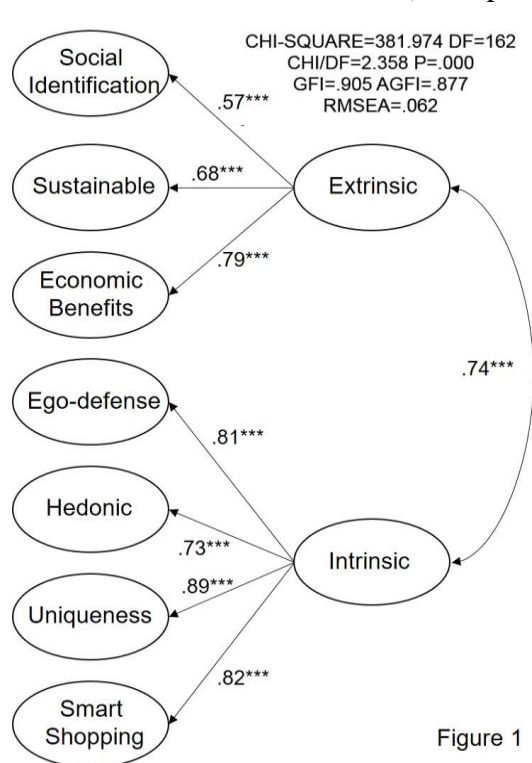 CHI-SQUARE=381.974 DF=162
CHI/DF=2.358 P=.000
GFI=.905 AGFI=.877
RMSEA=.062
Social
Identification
.57***
Sustainable
.68***
Extrinsic
.79***
Economic
Benefits
.74***
Ego-defense
.81***
Hedonic
.73***
Intrinsic
.89***
Uniqueness
.82***
Smart
Shopping
Figure 1